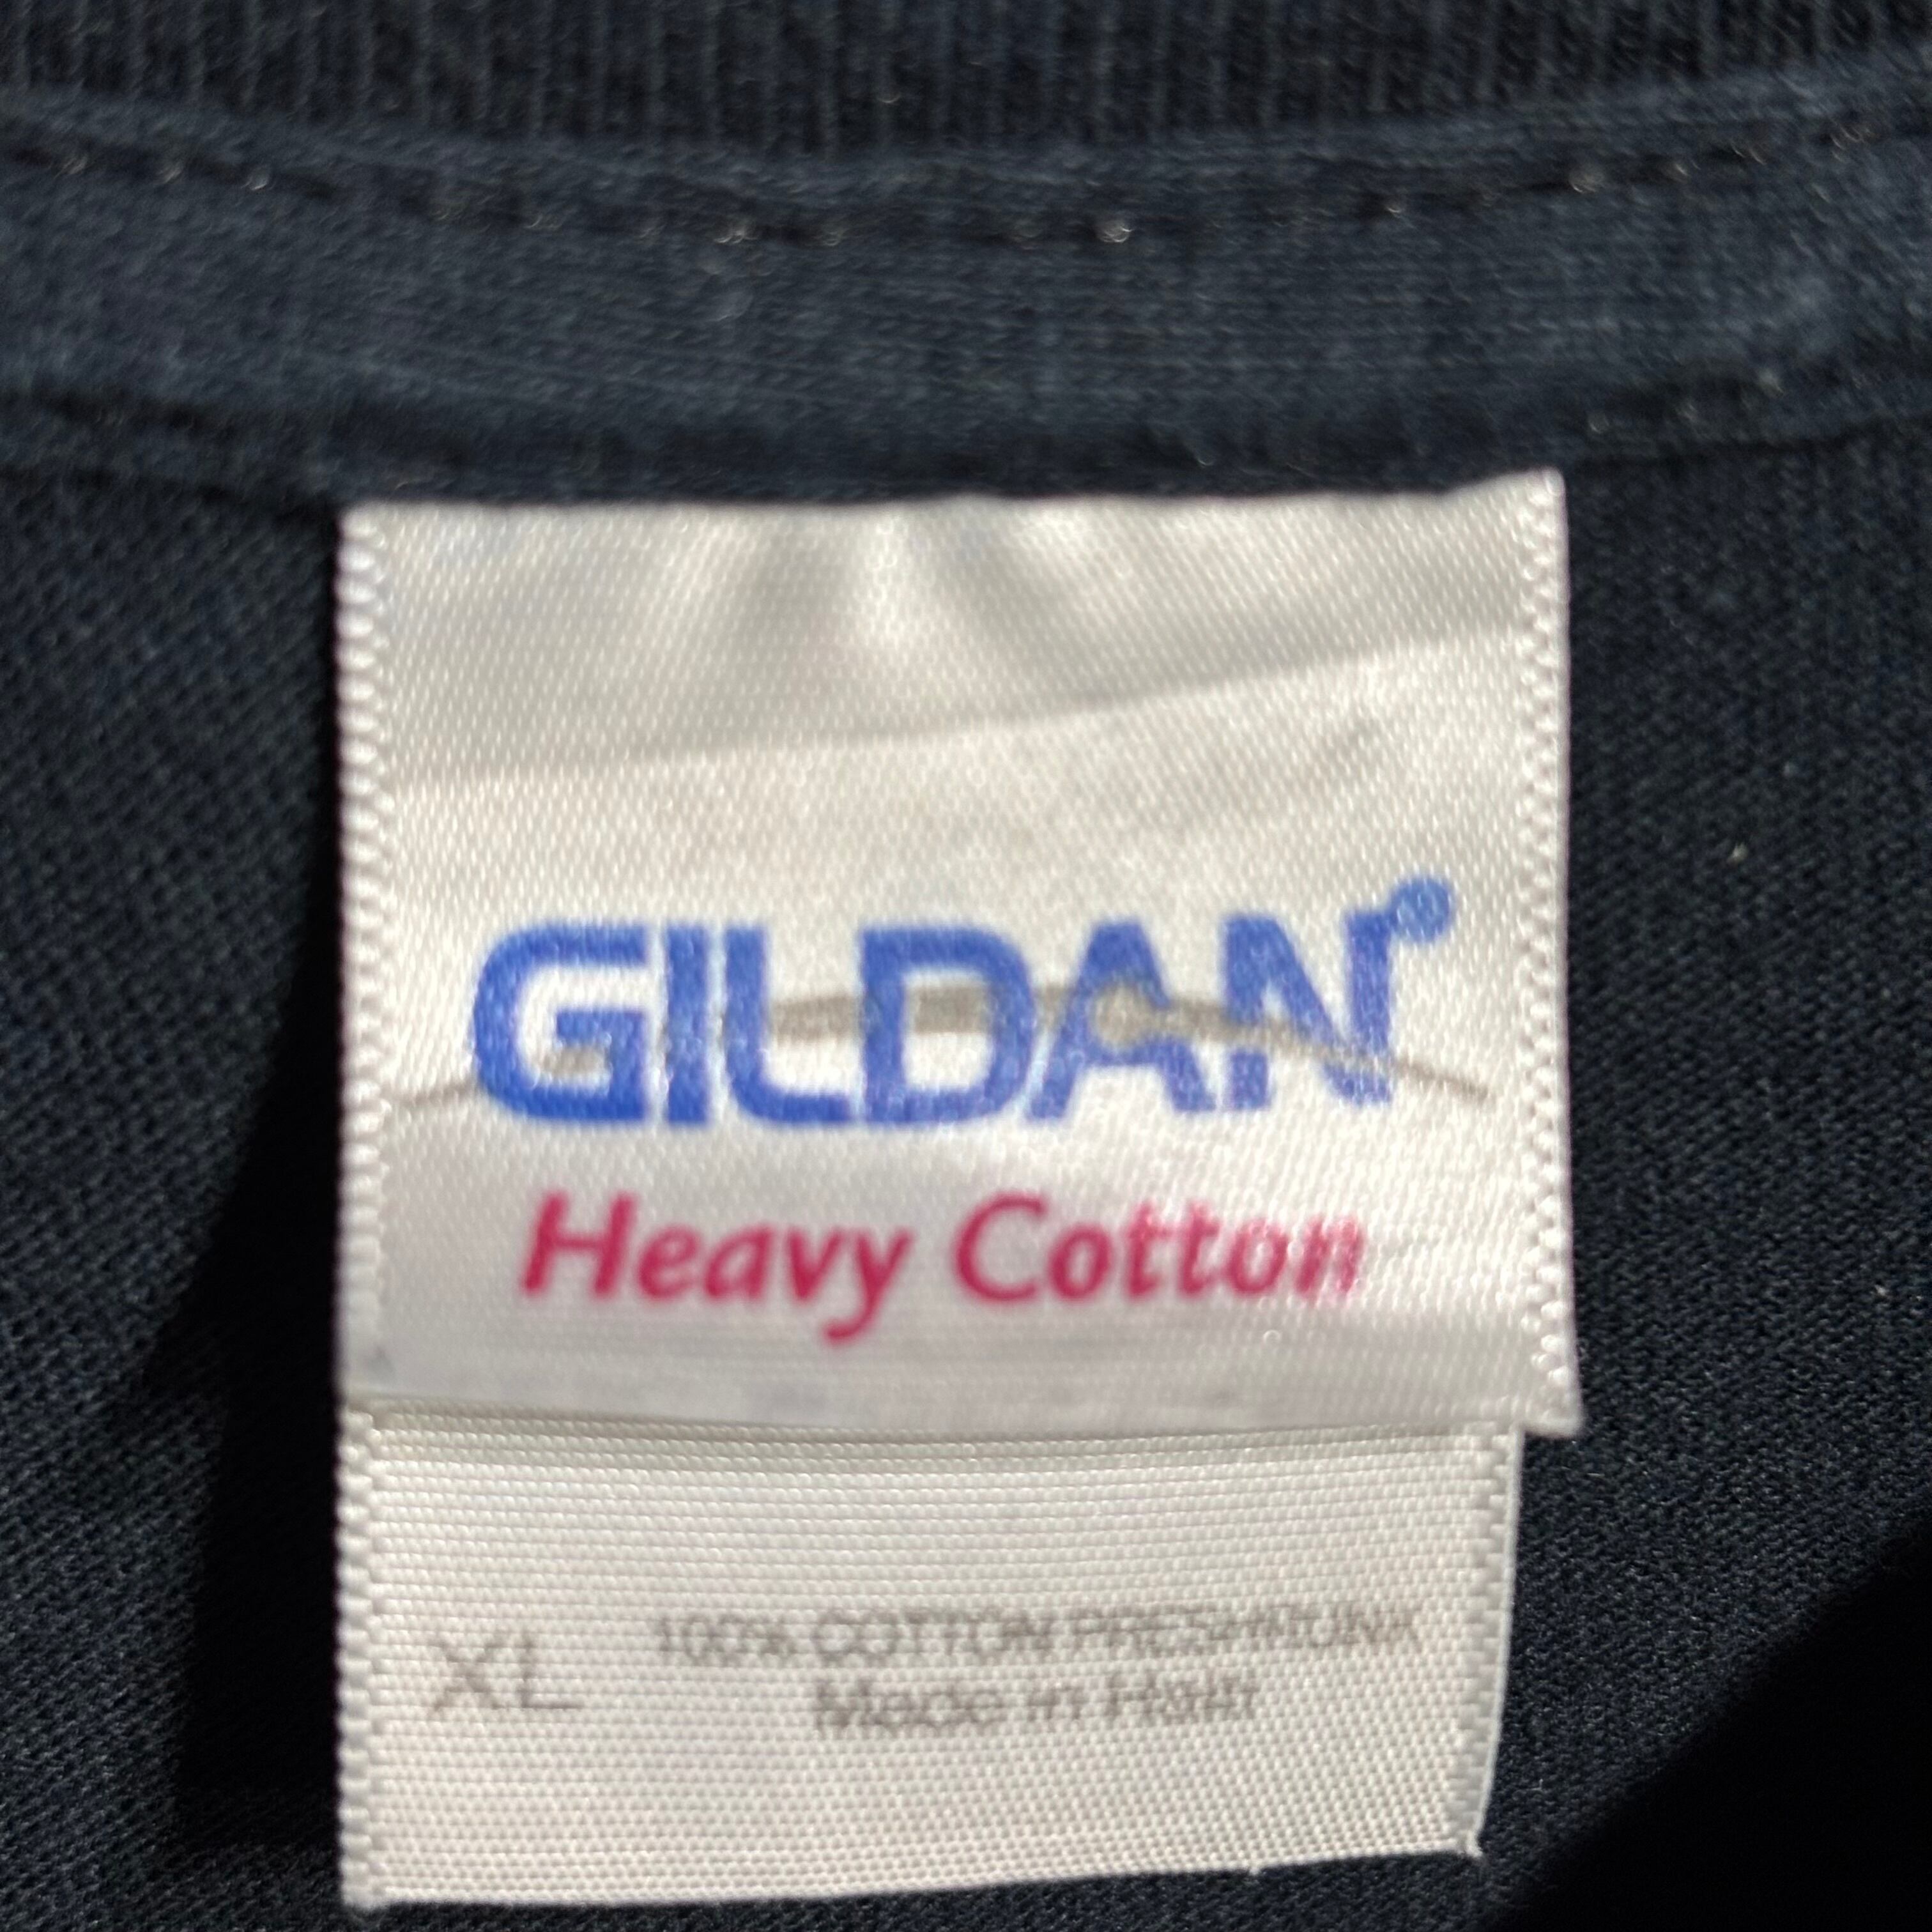 GILDAN®
Heavy Cotton
XL
100% COTTON PRESHRUNK
Made in Haiti